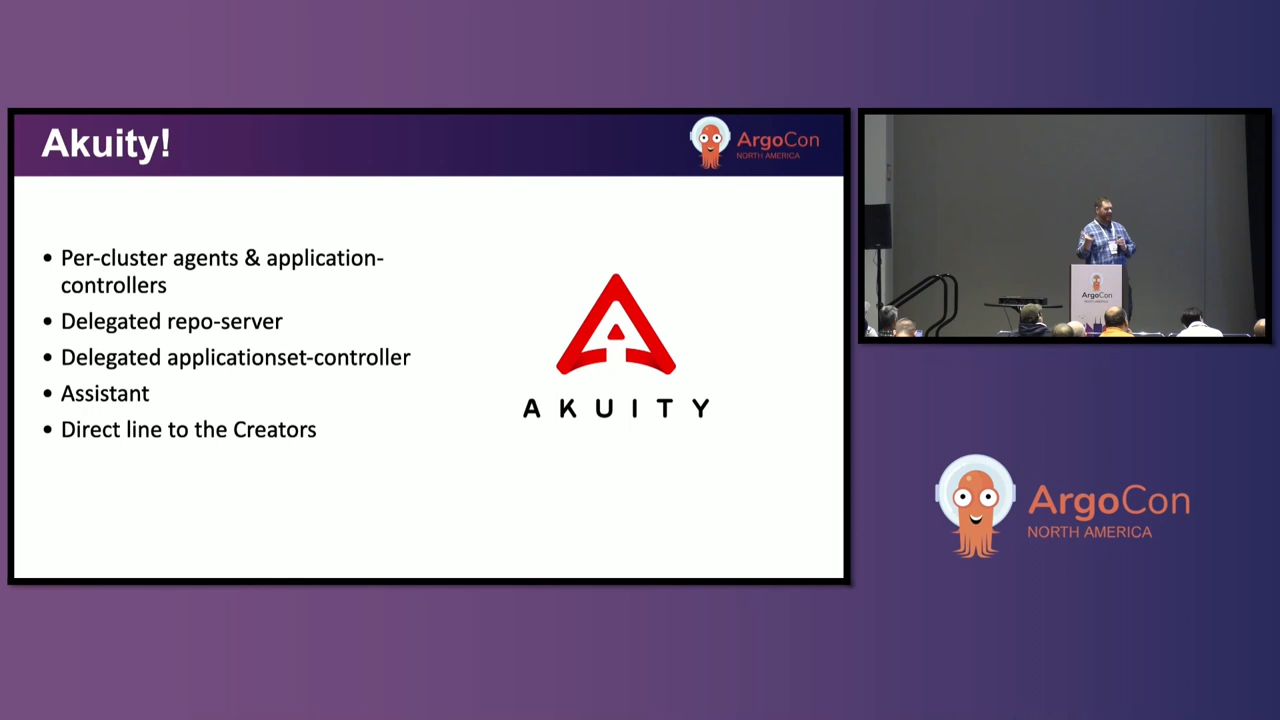 Akuity!
ArgoCon
NORTH AMERICA
• Per-cluster agents & application-
controllers
• Delegated repo-server
• Delegated applicationset-controller
• Assistant
• Direct line to the Creators
AKUITY
ArgoCon
ArgoCon
NORTH AMERICA